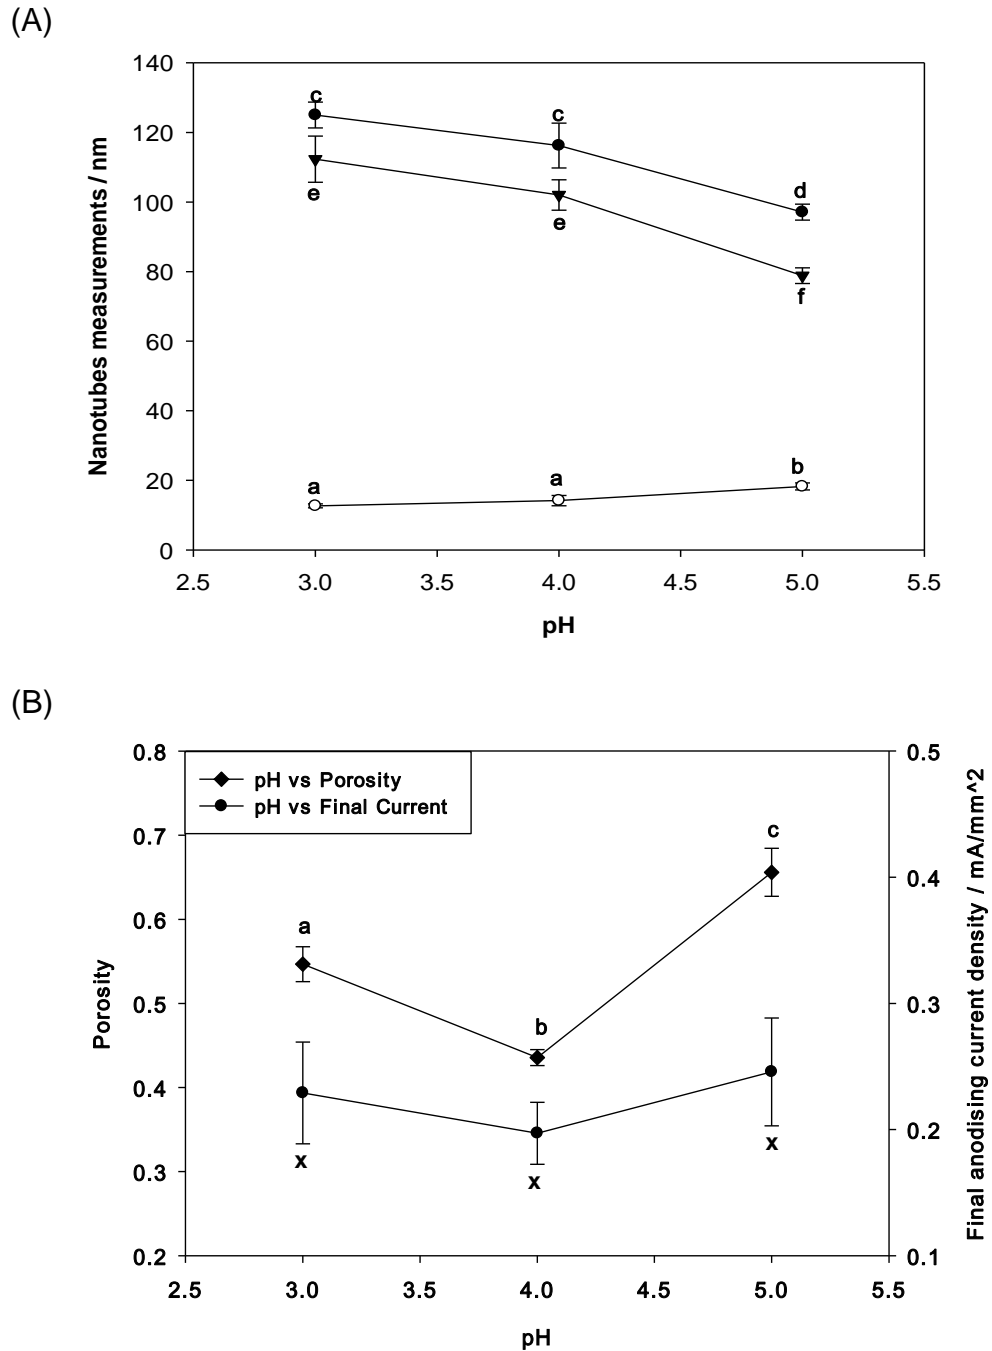 (A)
140
120
100
80
60
40
20
0
Nanotubes measurements / nm
c
c
d
e
e
f
a
a
b
2.5 3.0 3.5 4.0 4.5 5.0 5.5
pH
(B)
0.8
0.7
0.6
0.5
0.4
0.3
0.2
Porosity
pH vs Porosity
pH vs Final Current
a
b
c
x
x
x
0.5
0.4
0.3
0.2
0.1
Final anodising current density / mA/mm^2
2.5 3.0 3.5 4.0 4.5 5.0 5.5
pH